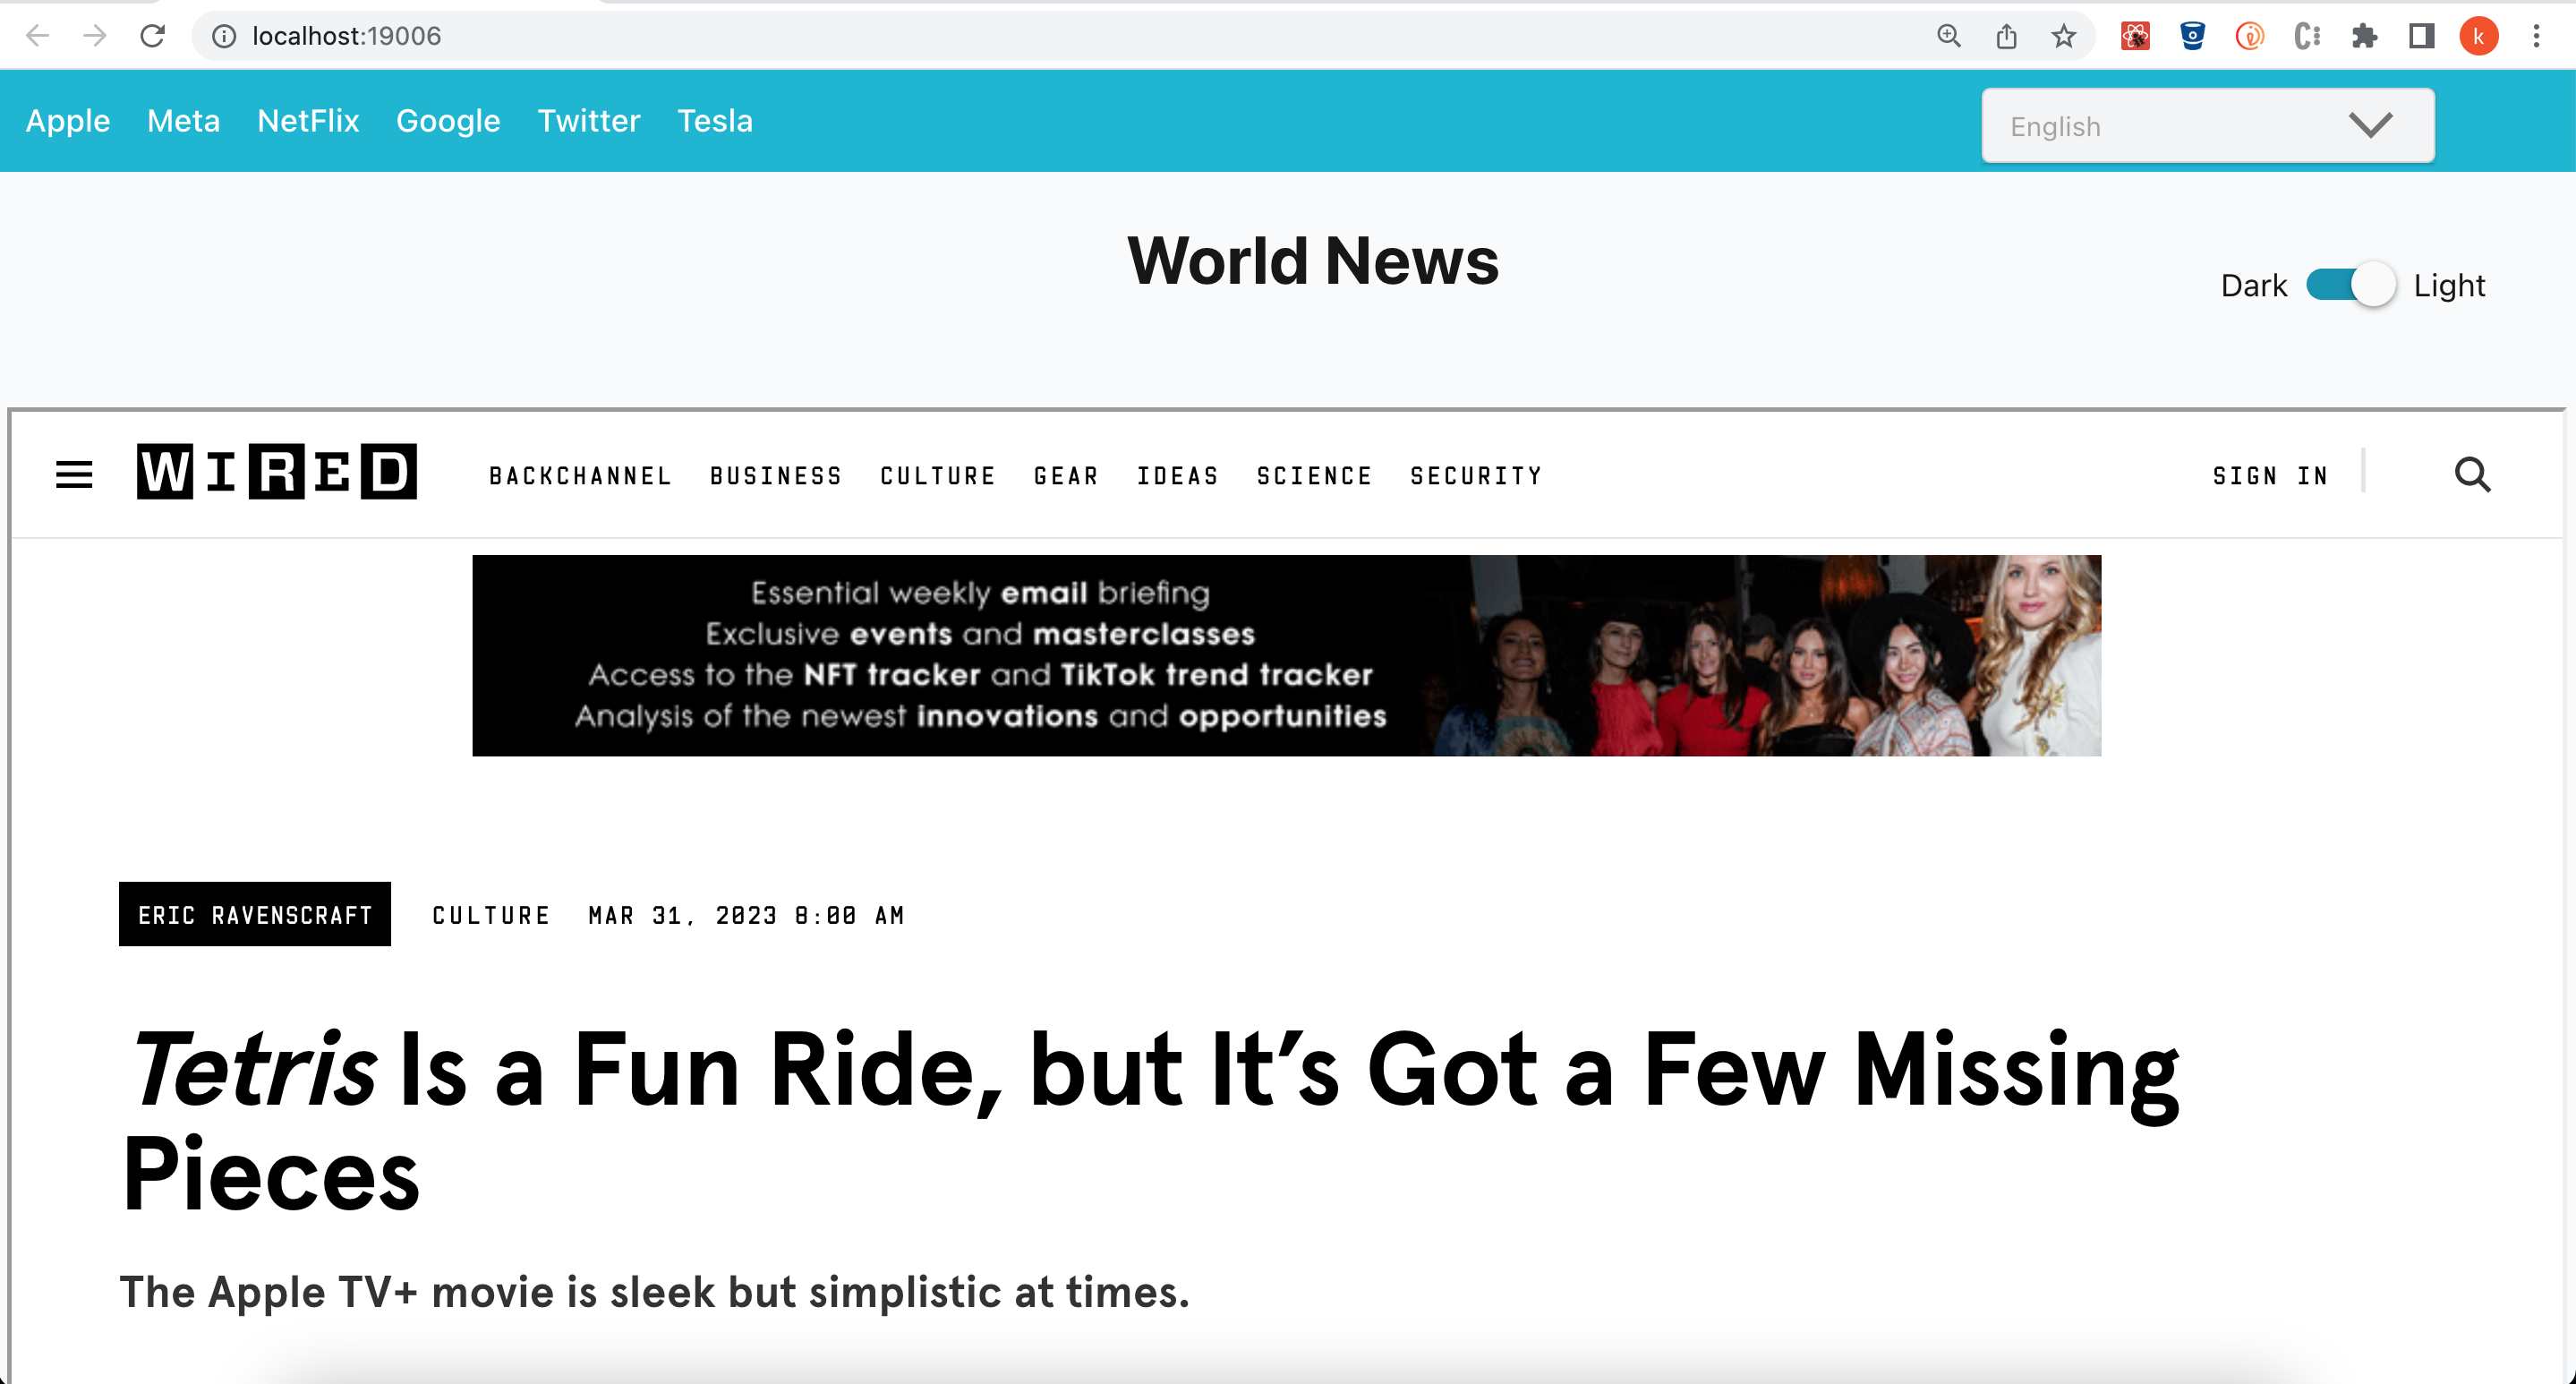 localhost:19006
k
Apple Meta NetFlix Google Twitter Tesla
English
World News
Dark Light
WIRED BACKCHANNEL BUSINESS CULTURE GEAR IDEAS SCIENCE SECURITY SIGN IN
Essential weekly email briefing
Exclusive events and masterclasses
Access to the NFT tracker and TikTok trend tracker
Analysis of the newest innovations and opportunities
ERIC RAVENSCRAFT CULTURE MAR 31, 2023 8:00 AM
Tetris Is a Fun Ride, but It’s Got a Few Missing
Pieces
The Apple TV+ movie is sleek but simplistic at times.